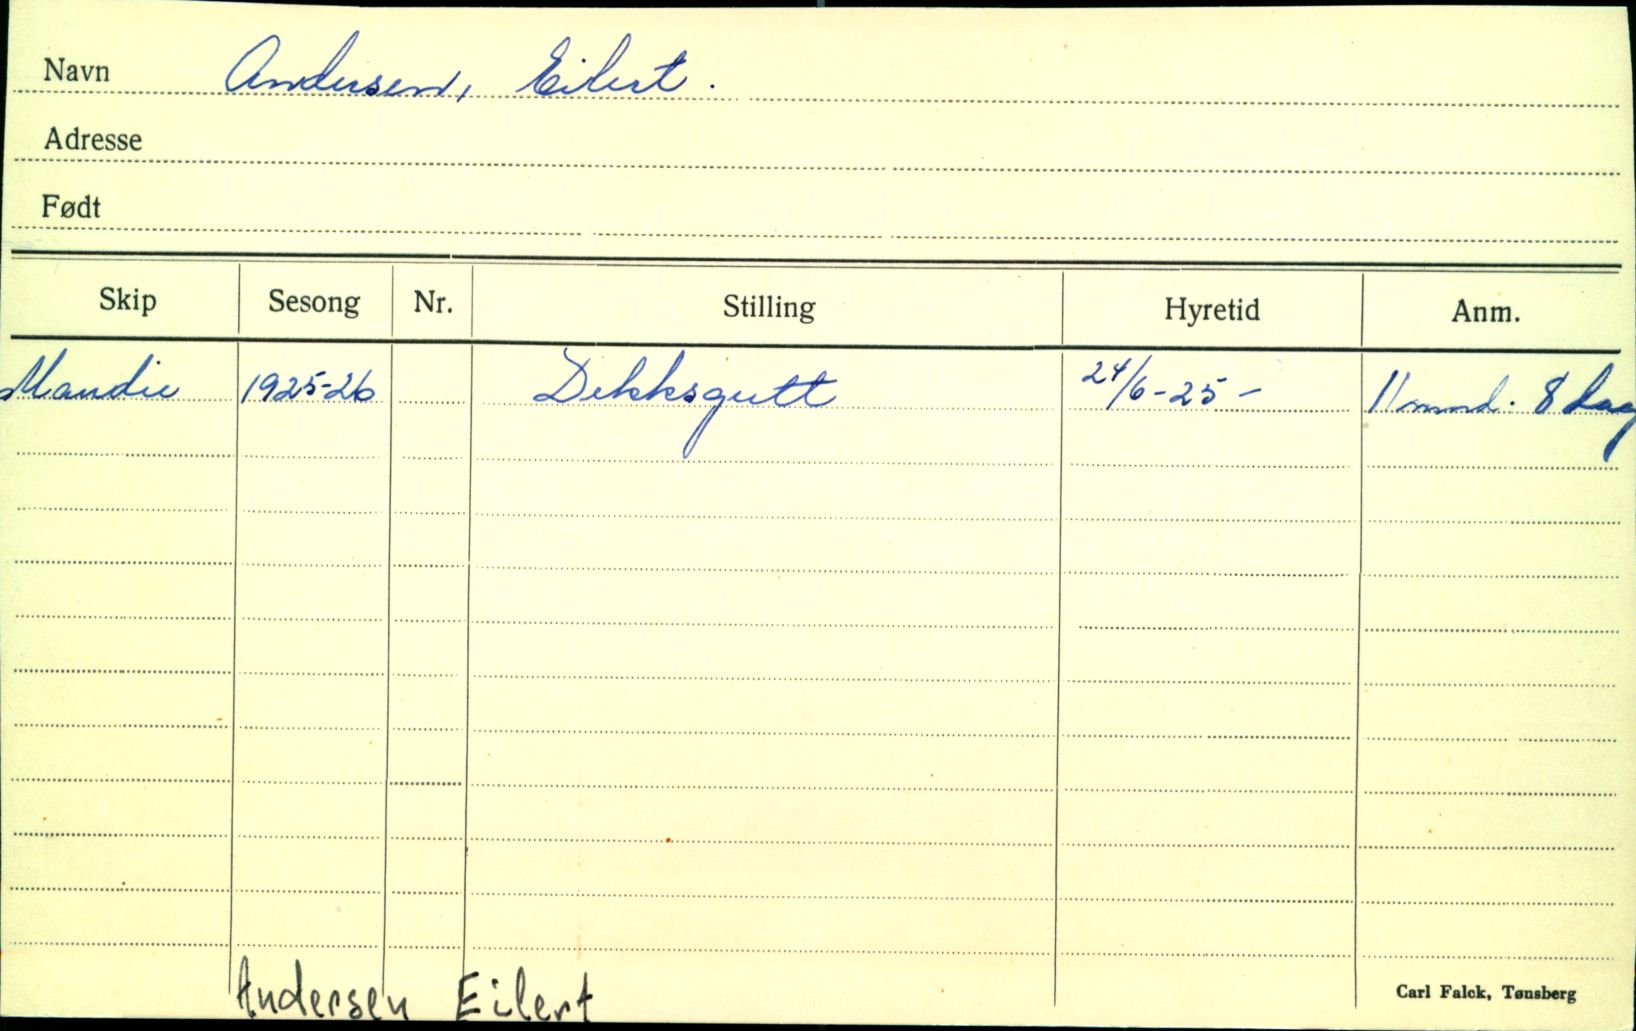 Navn Andersen, Eilert.
Adresse
Født
Skip Sesong Nr. Stilling Hyretid Anm.
Maudie 1925-26 Dekksgutt 24/6-25- 11 mnd. 8 dag
Andersen Eilert
Carl Falck, Tønsberg